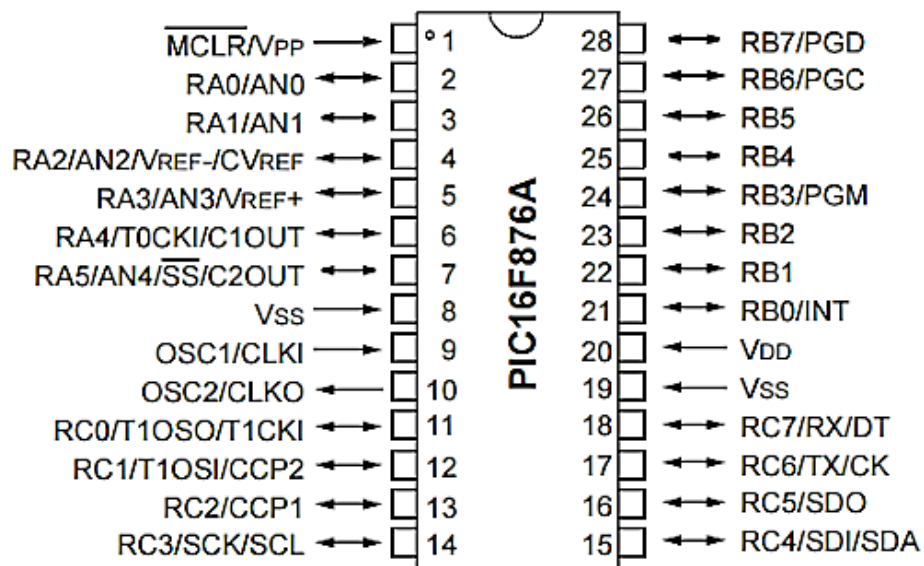 MCLR/VPP 1 28 RB7/PGD
RA0/AN0 2 27 RB6/PGC
RA1/AN1 3 26 RB5
RA2/AN2/VREF-/CVREF 4 25 RB4
RA3/AN3/VREF+ 5 24 RB3/PGM
RA4/T0CKI/C1OUT 6 23 RB2
RA5/AN4/SS/C2OUT 7 22 RB1
VSS 8 21 RB0/INT
OSC1/CLKI 9 20 VDD
OSC2/CLKO 10 19 VSS
RC0/T1OSO/T1CKI 11 18 RC7/RX/DT
RC1/T1OSI/CCP2 12 17 RC6/TX/CK
RC2/CCP1 13 16 RC5/SDO
RC3/SCK/SCL 14 15 RC4/SDI/SDA
PIC16F876A